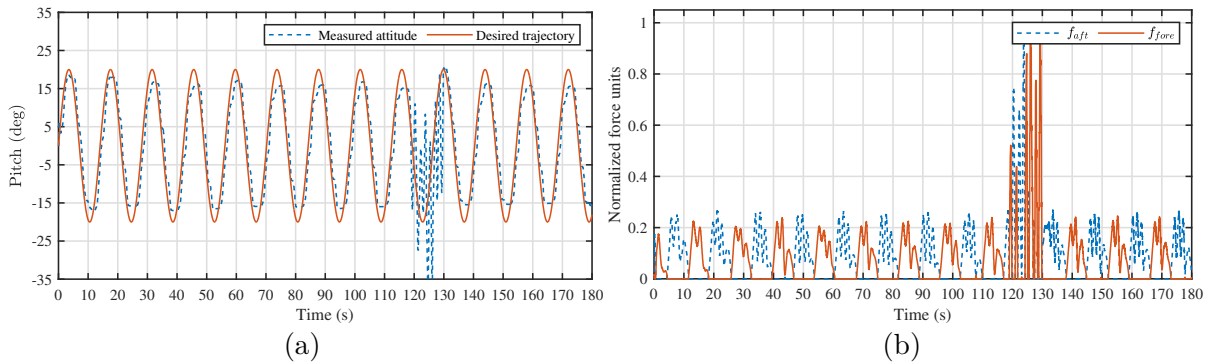 Measured attitude Desired trajectory
35
25
15
5
-5
-15
-25
35
Pitch (deg)
0 10 20 30 40 50 60 70 80 90 100 110 120 130 140 150 160 170 180
Time (s)
(a)
f_aft f_fore
1
0.8
0.6
0.4
0.2
0
Normalized force units
0 10 20 30 40 50 60 70 80 90 100 110 120 130 140 150 160 170 180
Time (s)
(b)